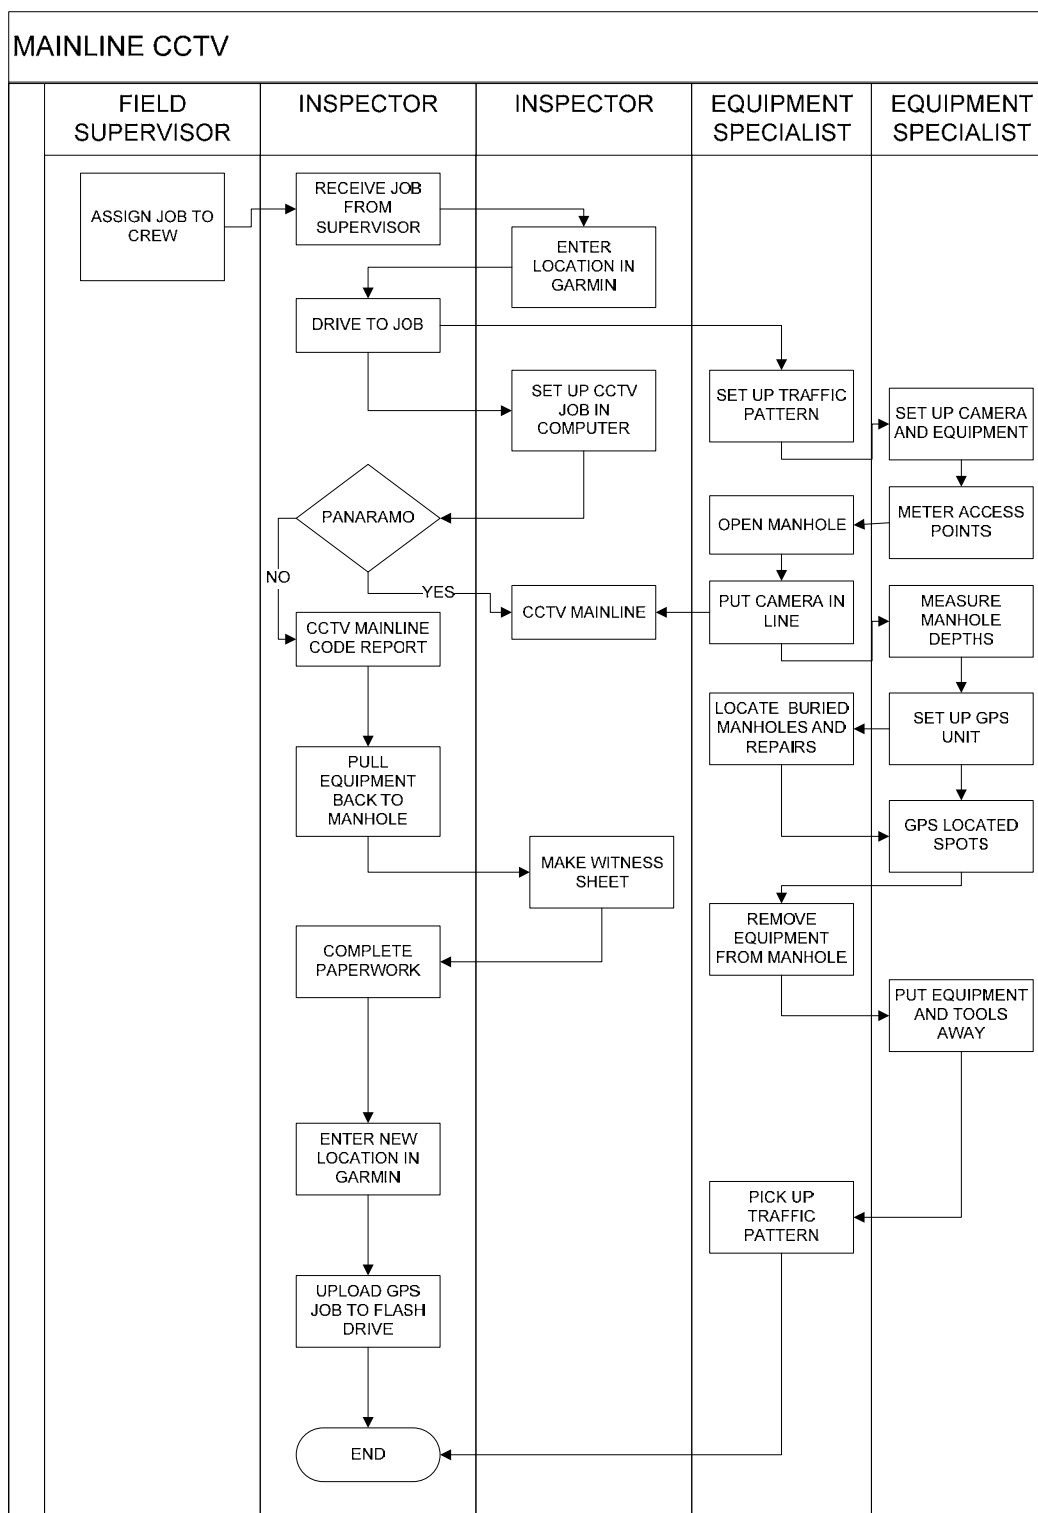 MAINLINE CCTV
FIELD
SUPERVISOR
INSPECTOR
INSPECTOR
EQUIPMENT
SPECIALIST
EQUIPMENT
SPECIALIST
ASSIGN JOB TO
CREW
RECEIVE JOB
FROM
SUPERVISOR
ENTER
LOCATION IN
GARMIN
DRIVE TO JOB
SET UP CCTV
JOB IN
COMPUTER
SET UP TRAFFIC
PATTERN
SET UP CAMERA
AND EQUIPMENT
PANARAMO
OPEN MANHOLE
METER ACCESS
POINTS
NO
YES
CCTV MAINLINE
PUT CAMERA IN
LINE
MEASURE
MANHOLE
DEPTHS
CCTV MAINLINE
CODE REPORT
LOCATE BURIED
MANHOLES AND
REPAIRS
SET UP GPS
UNIT
PULL
EQUIPMENT
BACK TO
MANHOLE
GPS LOCATED
SPOTS
MAKE WITNESS
SHEET
REMOVE
EQUIPMENT
FROM MANHOLE
COMPLETE
PAPERWORK
PUT EQUIPMENT
AND TOOLS
AWAY
ENTER NEW
LOCATION IN
GARMIN
PICK UP
TRAFFIC
PATTERN
UPLOAD GPS
JOB TO FLASH
DRIVE
END